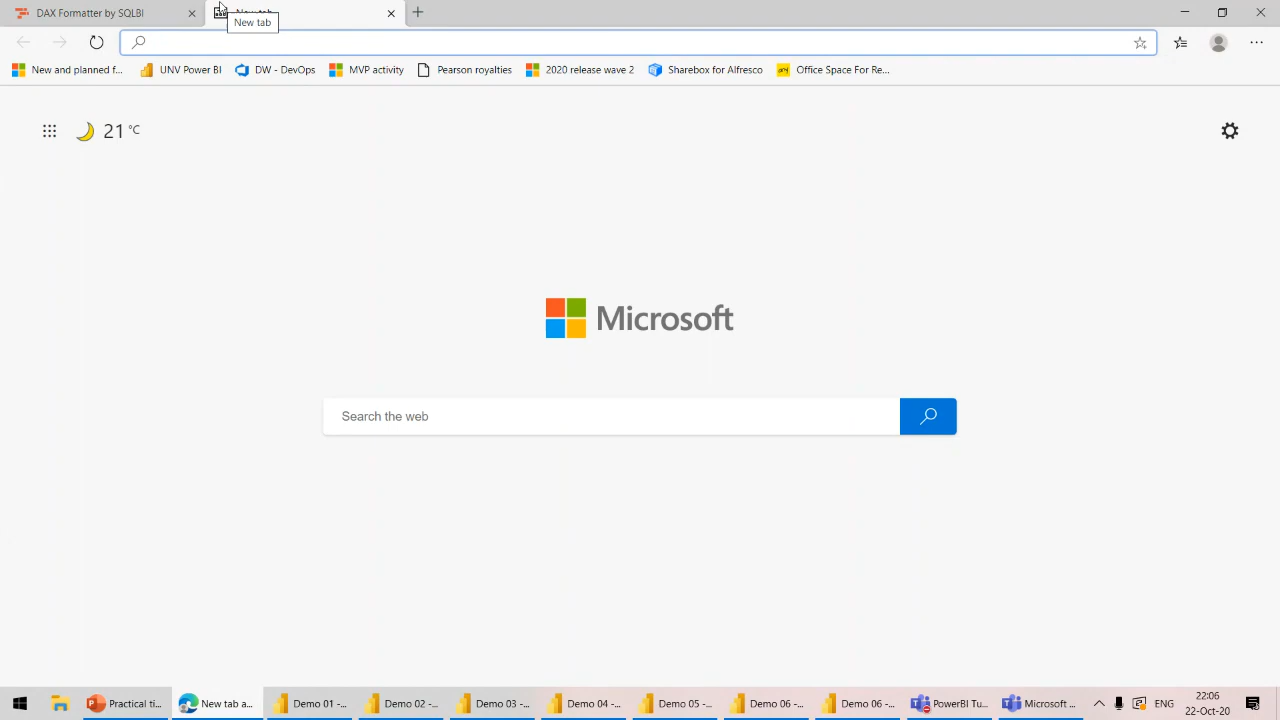 DAX Formatter by SQLBI
New tab
New tab
New and planned f...
UNV Power BI
DW - DevOps
MVP activity
Pearson royalties
2020 release wave 2
Sharebox for Alfresco
any
Office Space For Re...
21 °C
Microsoft
Search the web
Practical ti...
New tab a...
Demo 01 -...
Demo 02 -...
Demo 03 -...
Demo 04 -...
Demo 05 -...
Demo 06 -...
Demo 06 -...
PowerBI Tu...
Microsoft ...
ENG
22:06
22-Oct-20